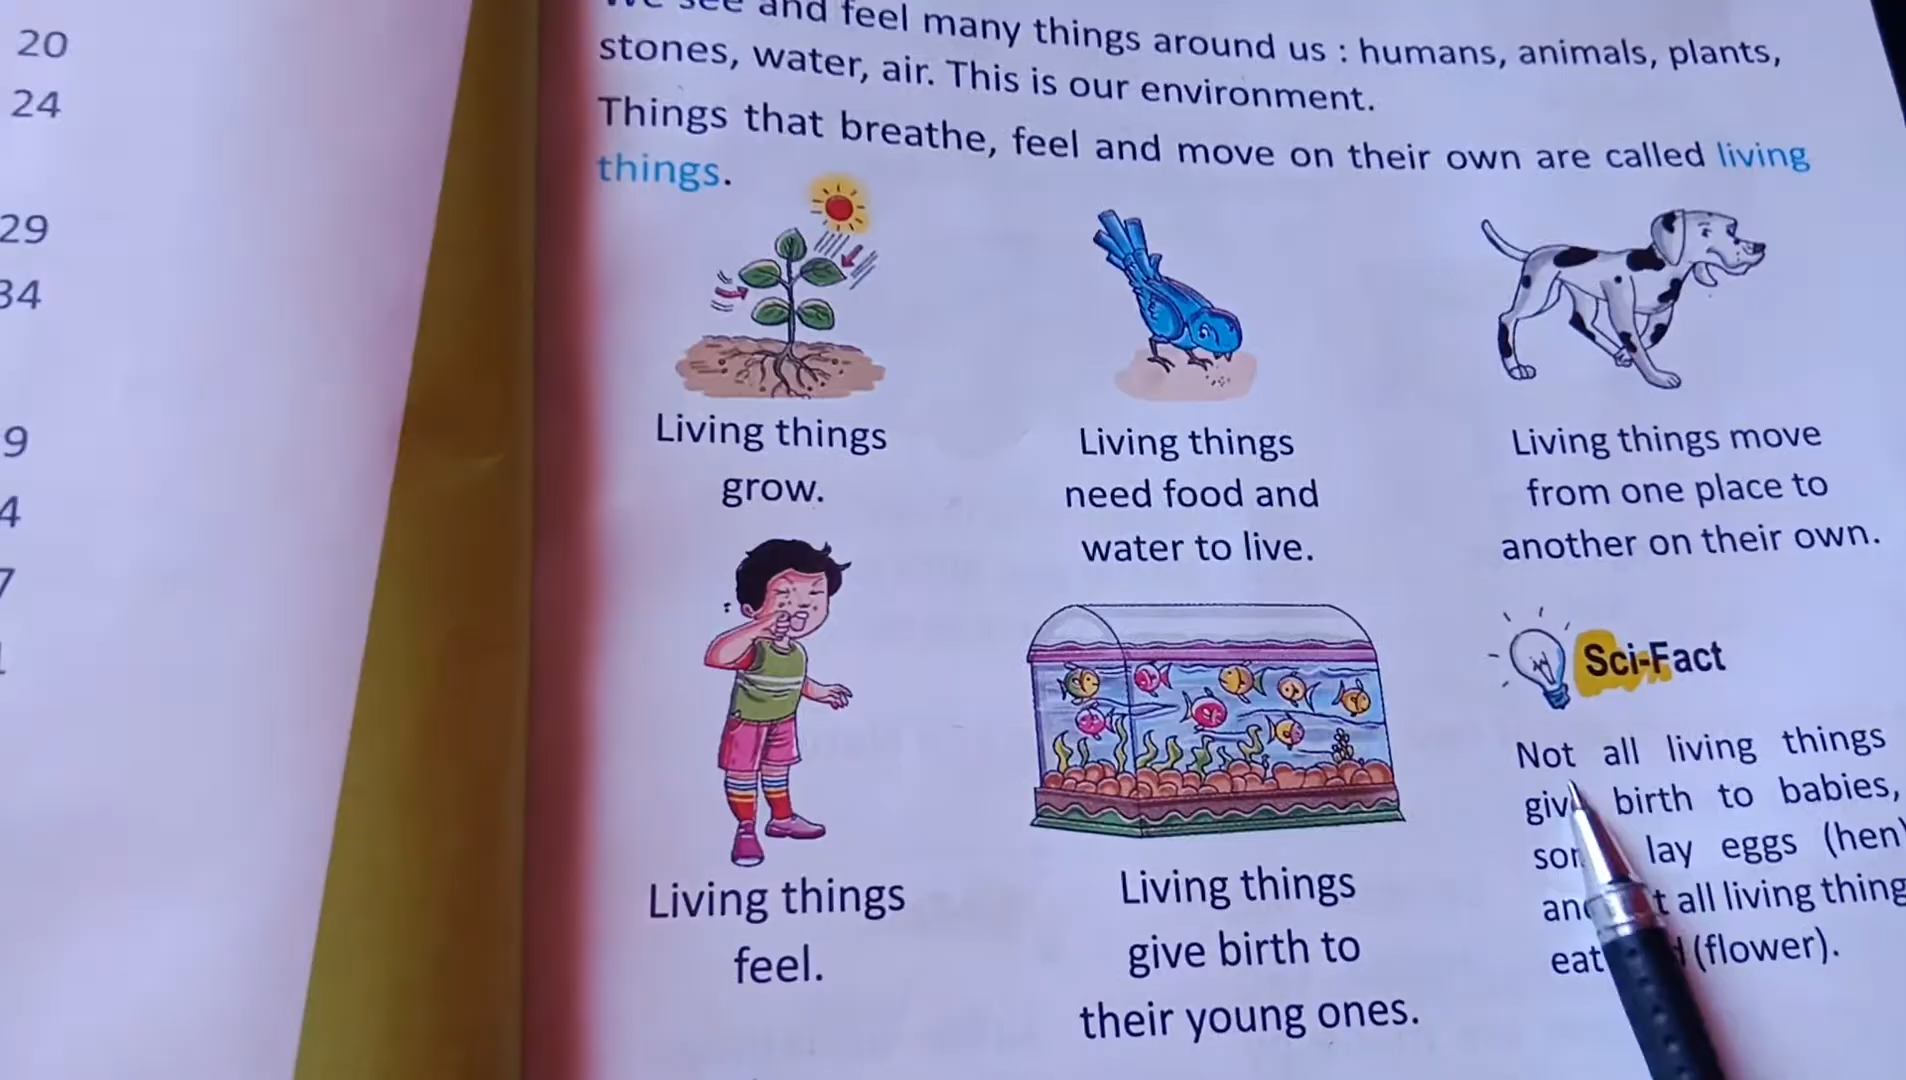 20
24
29
34
9
4
7
see and feel many things around us : humans, animals, plants,
stones, water, air. This is our environment.
Things that breathe, feel and move on their own are called living
things.
Living things
grow.
Living things
need food and
water to live.
Living things move
from one place to
another on their own.
Living things
feel.
Living things
give birth to
their young ones.
Sci-Fact
Not all living things
birth to babies,
lay eggs (hen)
all living thing
eat (flower).